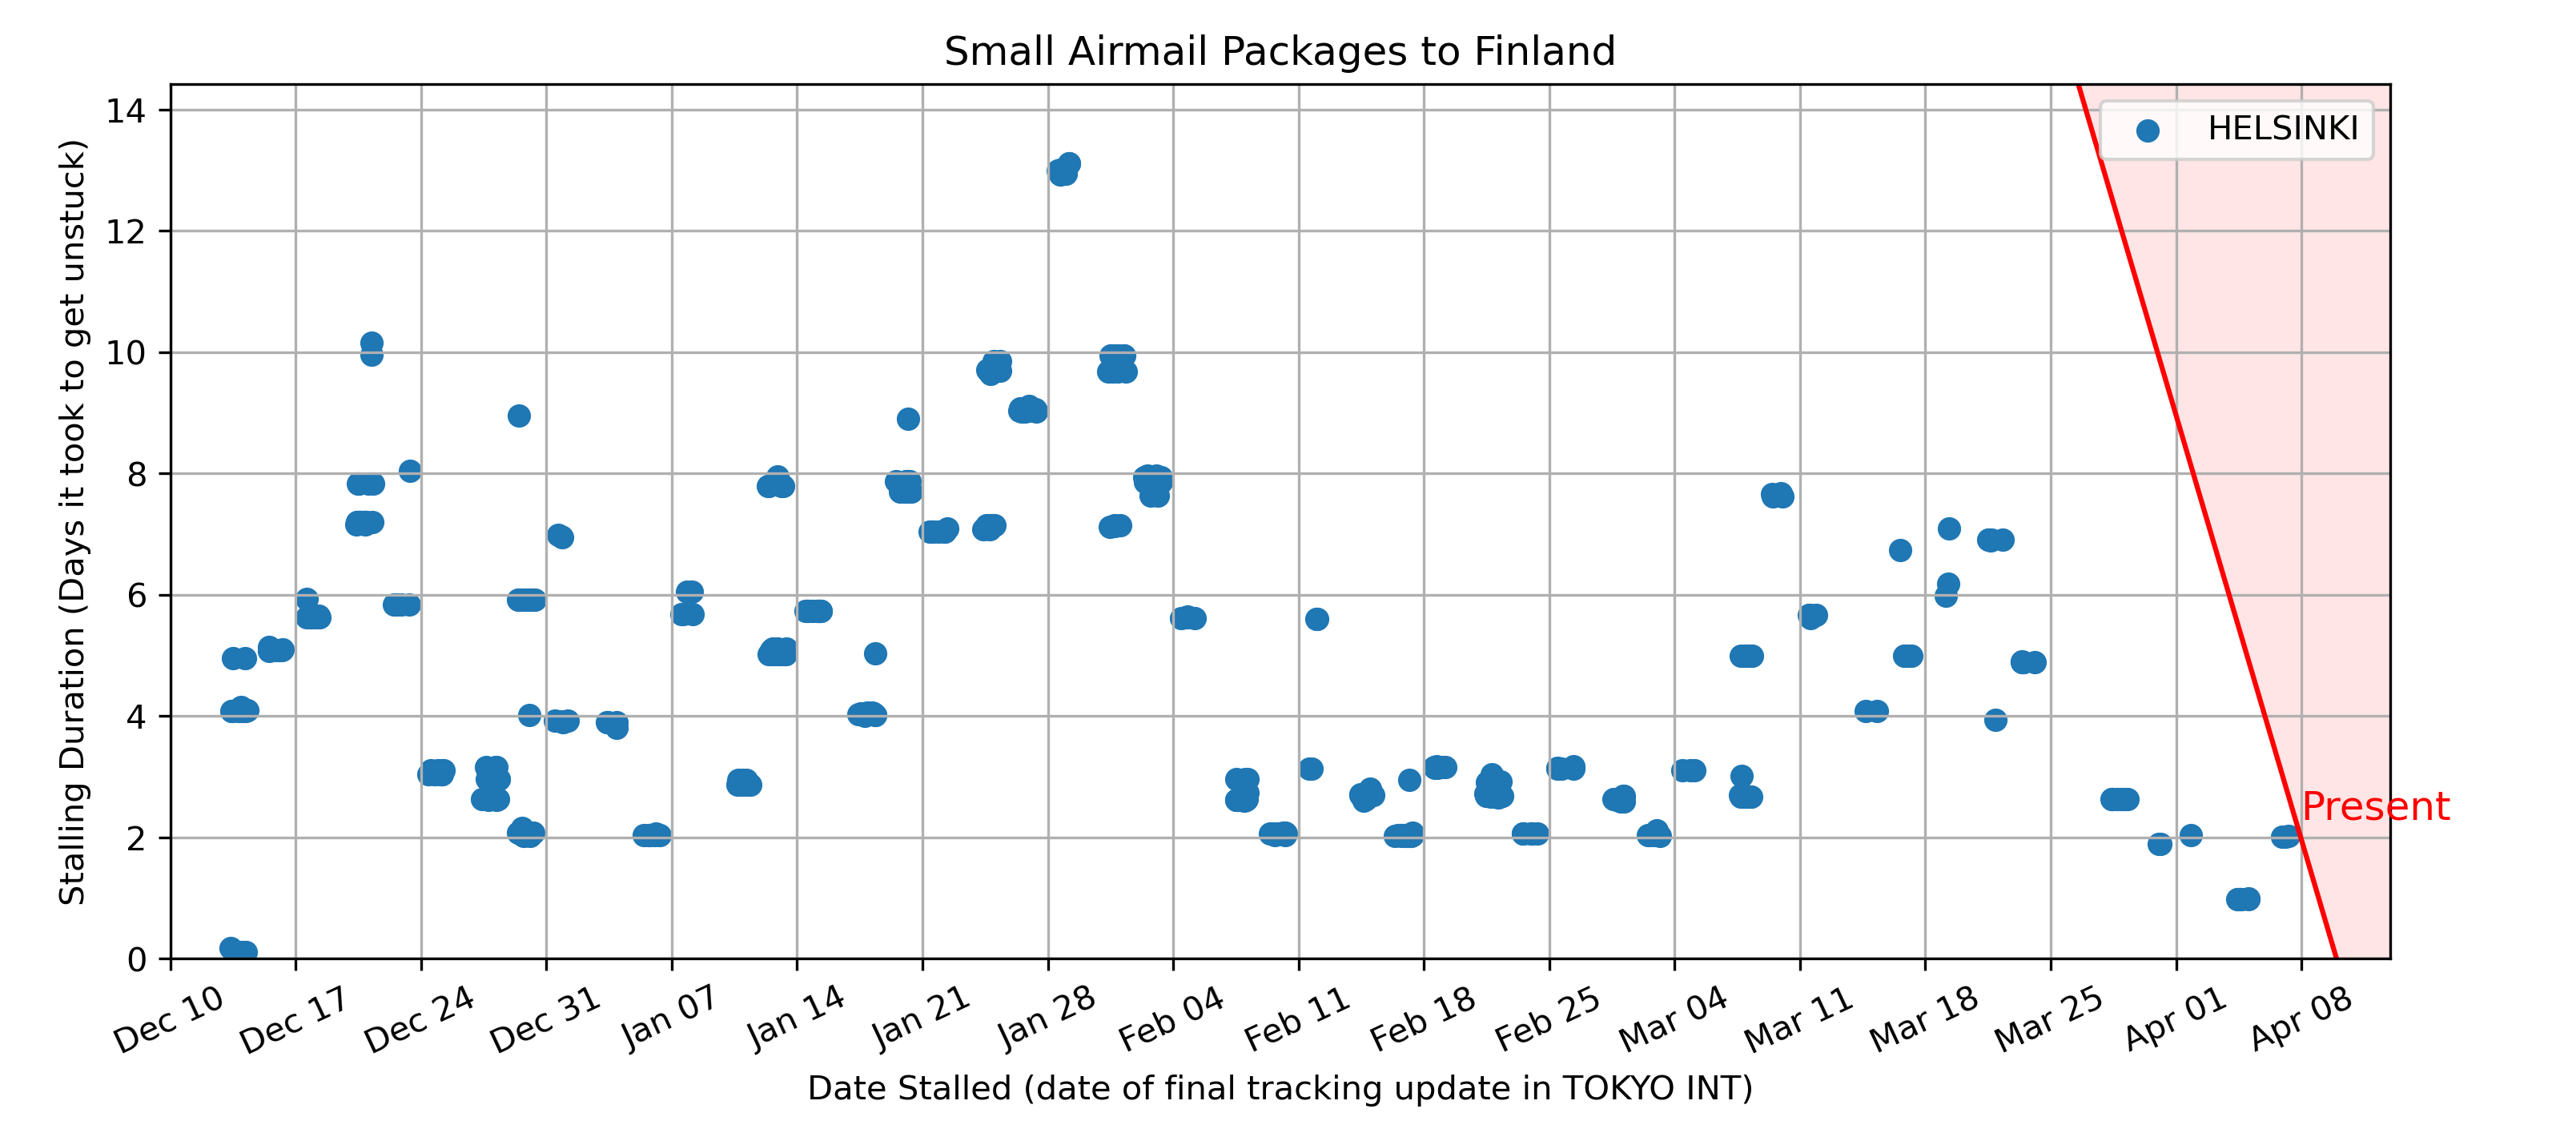 Small Airmail Packages to Finland
Stalling Duration (Days it took to get unstuck)
14
12
10
8
6
4
2
0
HELSINKI
Present
Dec 10
Dec 17
Dec 24
Dec 31
Jan 07
Jan 14
Jan 21
Jan 28
Feb 04
Feb 11
Feb 18
Feb 25
Mar 04
Mar 11
Mar 18
Mar 25
Apr 01
Apr 08
Date Stalled (date of final tracking update in TOKYO INT)